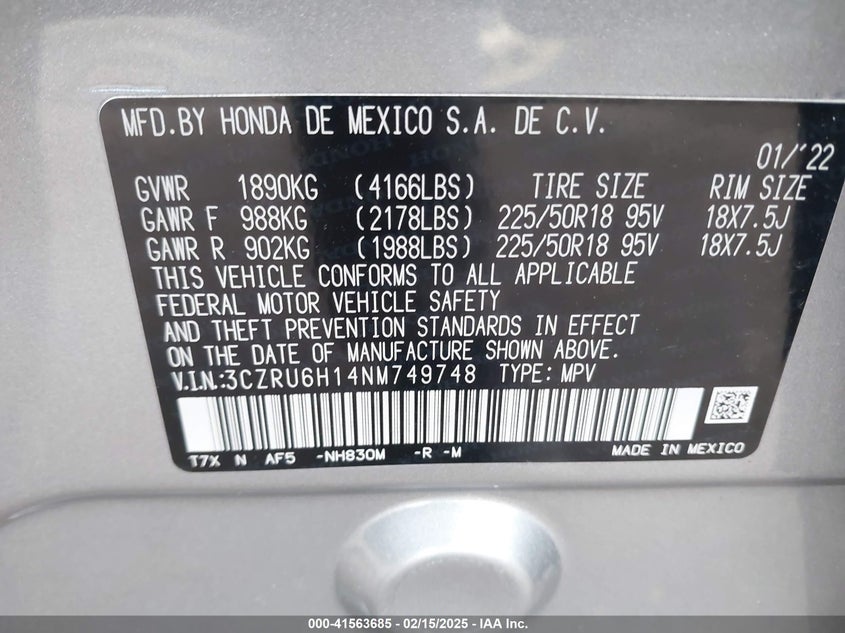 MFD.BY HONDA DE MEXICO S.A. DE C.V.
01/'22
GVWR 1890KG (4166LBS) TIRE SIZE RIM SIZE
GAWR F 988KG (2178LBS) 225/50R18 95V 18X7.5J
GAWR R 902KG (1988LBS) 225/50R18 95V 18X7.5J
THIS VEHICLE CONFORMS TO ALL APPLICABLE
FEDERAL MOTOR VEHICLE SAFETY
AND THEFT PREVENTION STANDARDS IN EFFECT
ON THE DATE OF MANUFACTURE SHOWN ABOVE.
V.I.N.:3CZRU6H14NM749748 TYPE: MPV
T7X N AF5 -NH830M -R -M MADE IN MEXICO
000-41563685 - 02/15/2025 - IAA Inc.